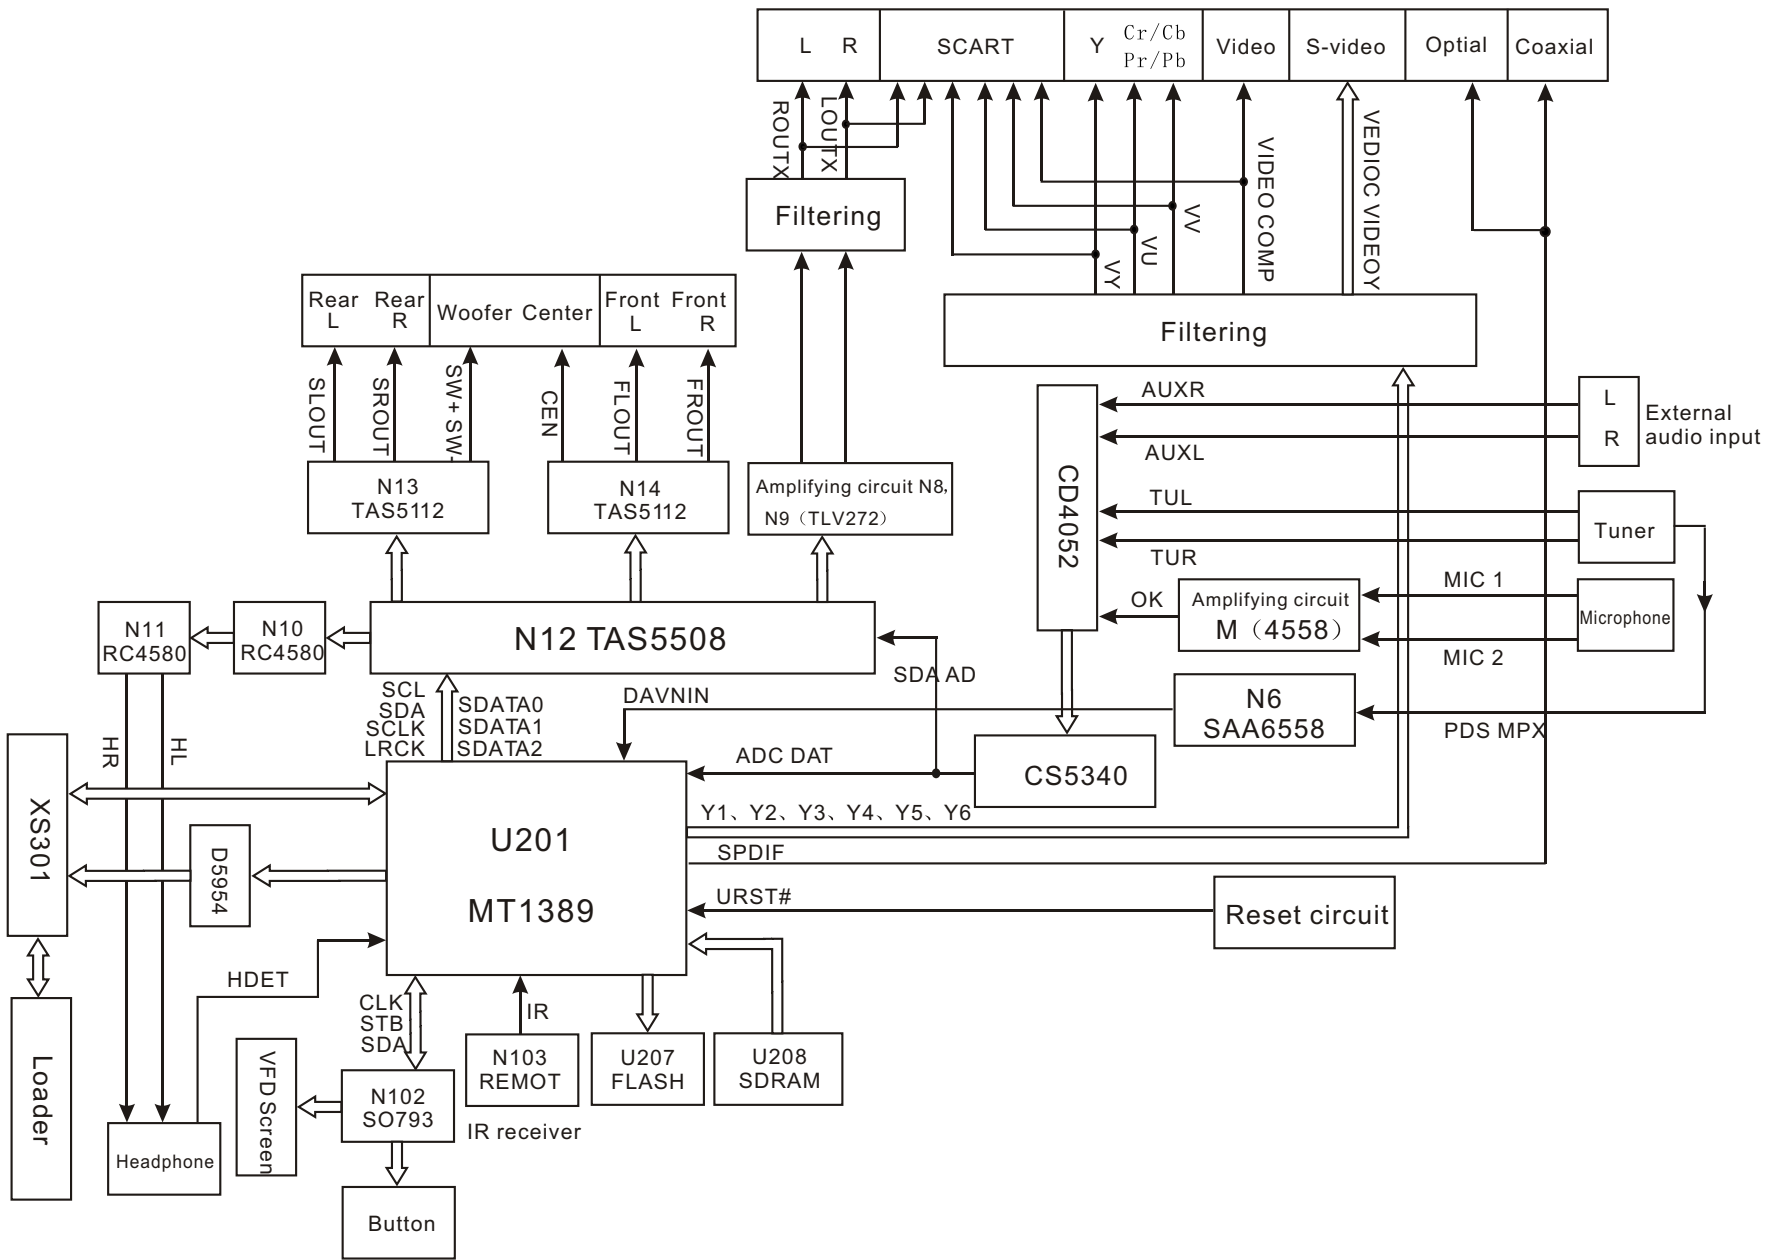 L R SCART Y Cr/Cb Video S-video Optial Coaxial
Pr/Pb
ROUTX
LOUTX
VIDEO COMP
VEDIOC VIDEOY
VV
VU
VY
Filtering
Filtering
Rear Rear Woofer Center Front Front
L R L R
SLOUT
SROUT
SW+ SW-
CEN
FLOUT
FROUT
AUXR
AUXL
L
R
External
audio input
N13
TAS5112
N14
TAS5112
Amplifying circuit N8,
N9（TLV272）
CD4052
TUL
TUR
Tuner
MIC 1
OK
Amplifying circuit
M（4558）
Microphone
MIC 2
N11
RC4580
N10
RC4580
N12 TAS5508
SDA AD
SCL
SDA
SCLK
LRCK
SDATA0
SDATA1
SDATA2
DAVNIN
N6
SAA6558
PDS MPX
HR
HL
ADC DAT
CS5340
XS301
U201
MT1389
Y1、Y2、Y3、Y4、Y5、Y6
SPDIF
D5954
URST#
Reset circuit
HDET
CLK
STB
SDA
IR
Loader
VFD Screen
N102
SO793
N103
REMOT
IR receiver
U207
FLASH
U208
SDRAM
Headphone
Button